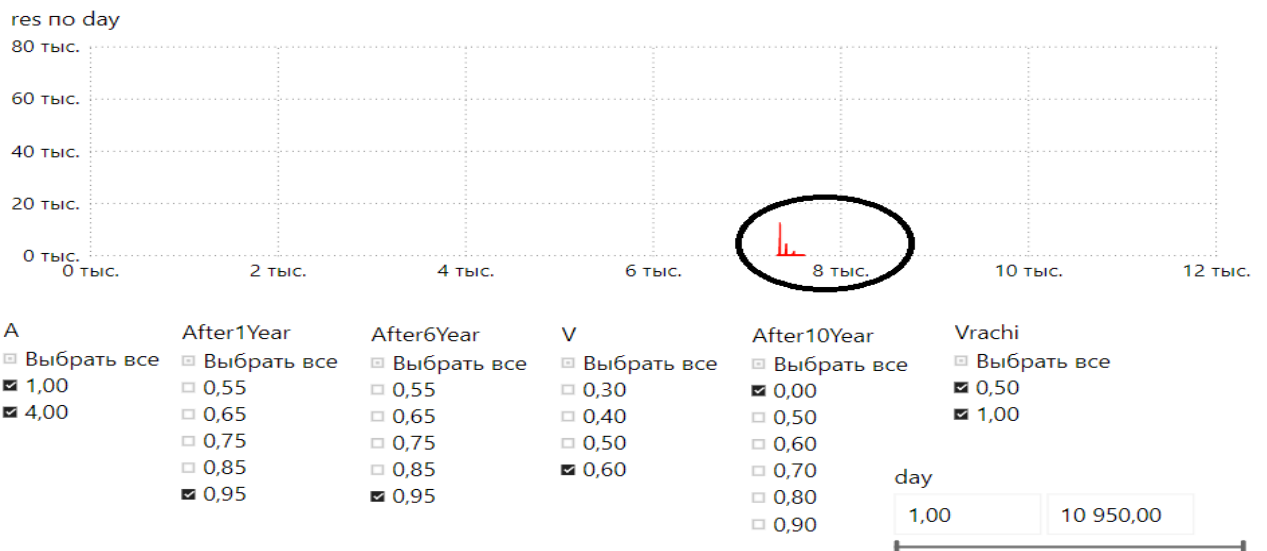 res по day
80 тыс.
60 тыс.
40 тыс.
20 тыс.
0 тыс.
0 тыс. 2 тыс. 4 тыс. 6 тыс. 8 тыс. 10 тыс. 12 тыс.
A After1Year After6Year V After10Year Vrachi
Выбрать все Выбрать все Выбрать все Выбрать все Выбрать все Выбрать все
1,00 0,55 0,55 0,30 0,00 0,50
4,00 0,65 0,65 0,40 0,50 1,00
0,75 0,75 0,50 0,60
0,85 0,85 0,60 0,70
0,95 0,95 0,80
0,90
day
1,00 10 950,00